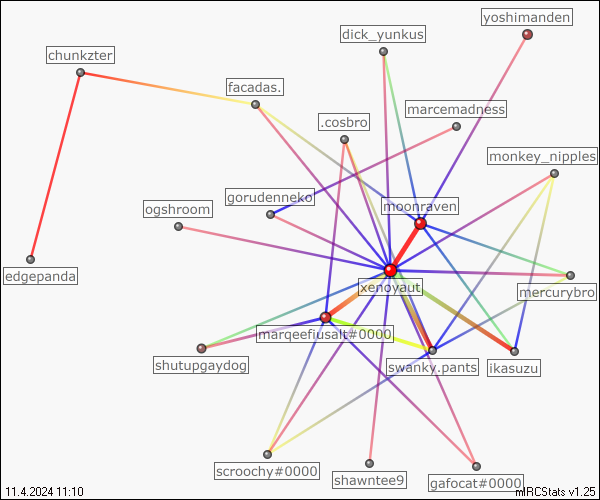 yoshimanden
dick_yunkus
chunkzter
facadas.
marcemadness
.cosbro
monkey_nipples
gorudenneko
moonraven
ogshroom
edgepanda
xenoyaut
mercurybro
marqeefiusalt#0000
shutupgaydog
swanky.pants
ikasuzu
scroochy#0000
shawntee9
gafocat#0000
11.4.2024 11:10
mIRCStats v1.25